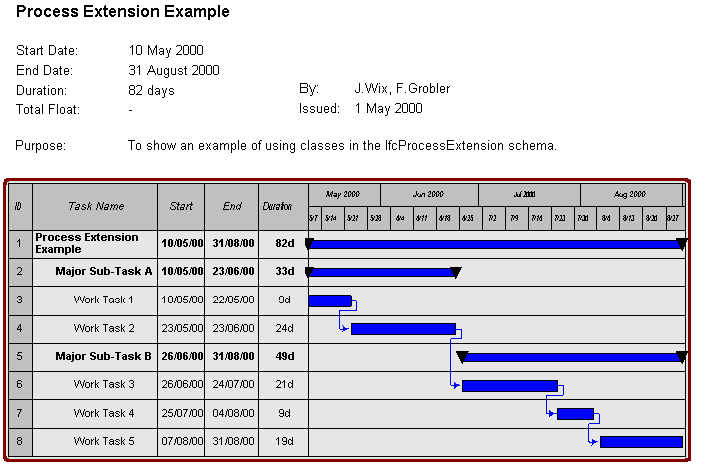 Process Extension Example
Start Date: 10 May 2000
End Date: 31 August 2000
Duration: 82 days By: J.Wix, F.Grobler
Total Float: - Issued: 1 May 2000
Purpose: To show an example of using classes in the IfcProcessExtension schema.
ID Task Name Start End Duration May 2000 Jun 2000 Jul 2000 Aug 2000
5/7 5/14 5/21 5/28 6/4 6/11 6/18 6/25 7/2 7/9 7/16 7/23 7/30 8/6 8/13 8/20 8/27
1 Process Extension Example 10/05/00 31/08/00 82d
2 Major Sub-Task A 10/05/00 23/06/00 33d
3 Work Task 1 10/05/00 22/05/00 9d
4 Work Task 2 23/05/00 23/06/00 24d
5 Major Sub-Task B 26/06/00 31/08/00 49d
6 Work Task 3 26/06/00 24/07/00 21d
7 Work Task 4 25/07/00 04/08/00 9d
8 Work Task 5 07/08/00 31/08/00 19d